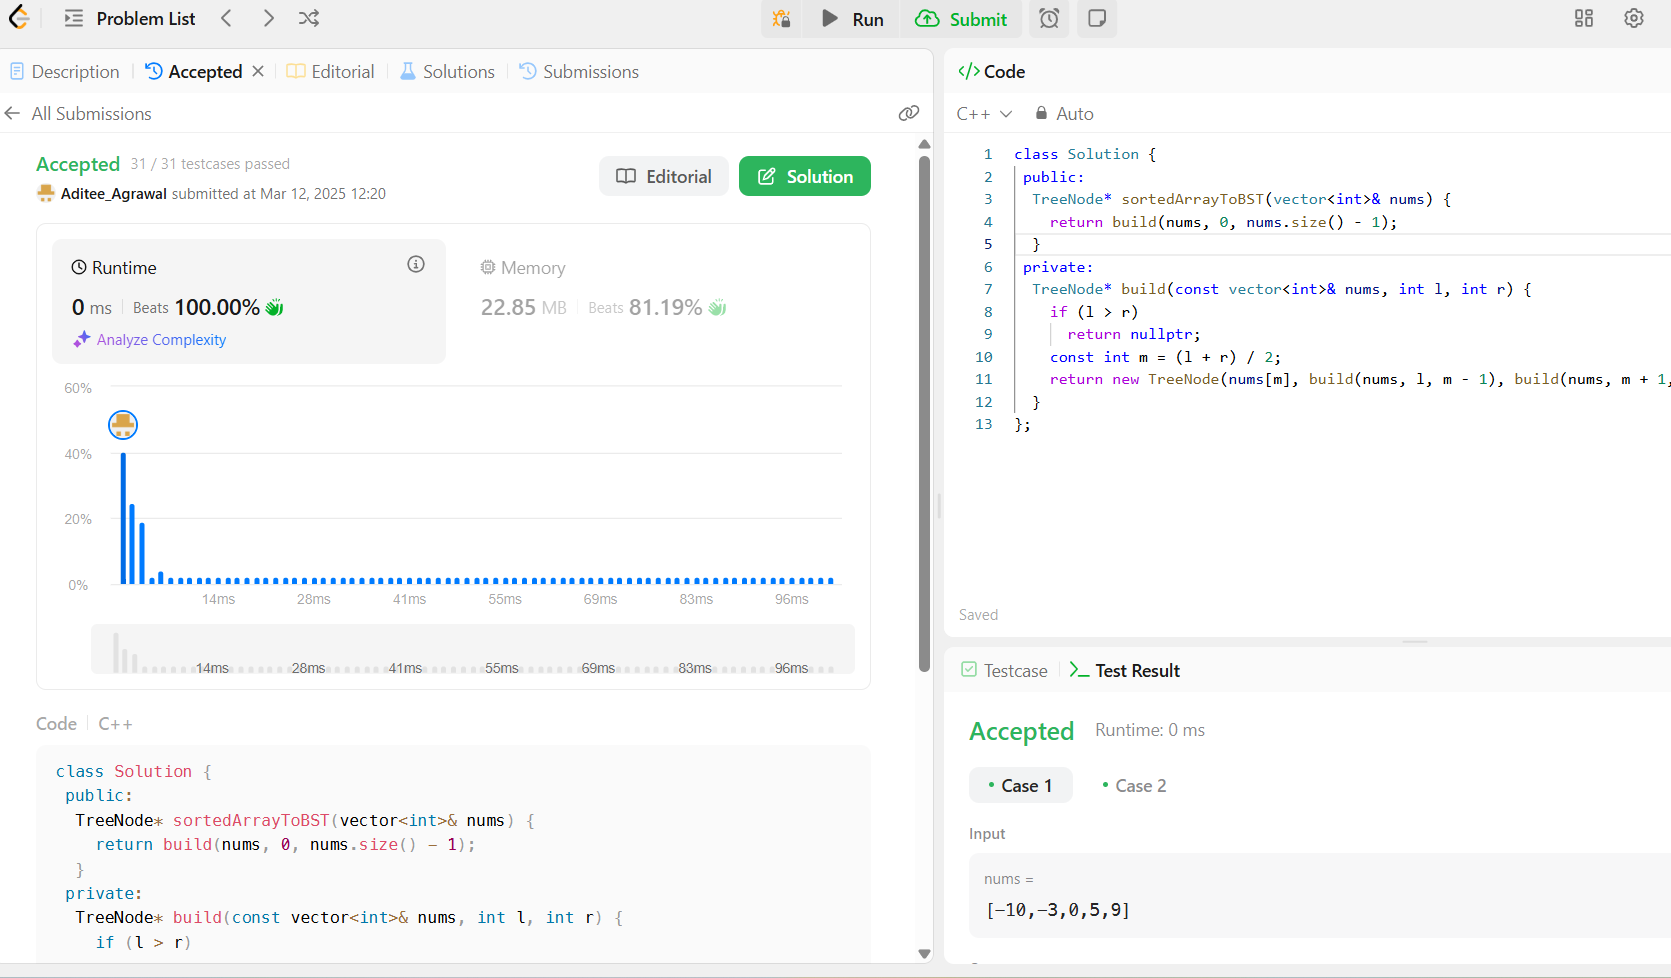 Problem List
Run
Submit
Description
Accepted
Editorial
Solutions
Submissions
All Submissions
Accepted 31 / 31 testcases passed
Aditee_Agrawal submitted at Mar 12, 2025 12:20
Editorial
Solution
Runtime
0 ms Beats 100.00%
Analyze Complexity
Memory
22.85 MB Beats 81.19%
60%
40%
20%
0%
14ms 28ms 41ms 55ms 69ms 83ms 96ms
14ms 28ms 41ms 55ms 69ms 83ms 96ms
Code C++
class Solution {
public:
TreeNode* sortedArrayToBST(vector<int>& nums) {
return build(nums, 0, nums.size() - 1);
}
private:
TreeNode* build(const vector<int>& nums, int l, int r) {
if (l > r)
</> Code
C++ Auto
1 class Solution {
2 public:
3 TreeNode* sortedArrayToBST(vector<int>& nums) {
4 return build(nums, 0, nums.size() - 1);
5 }
6 private:
7 TreeNode* build(const vector<int>& nums, int l, int r) {
8 if (l > r)
9 return nullptr;
10 const int m = (l + r) / 2;
11 return new TreeNode(nums[m], build(nums, l, m - 1), build(nums, m + 1,
12 }
13 };
Saved
Testcase
Test Result
Accepted Runtime: 0 ms
Case 1
Case 2
Input
nums =
[-10,-3,0,5,9]